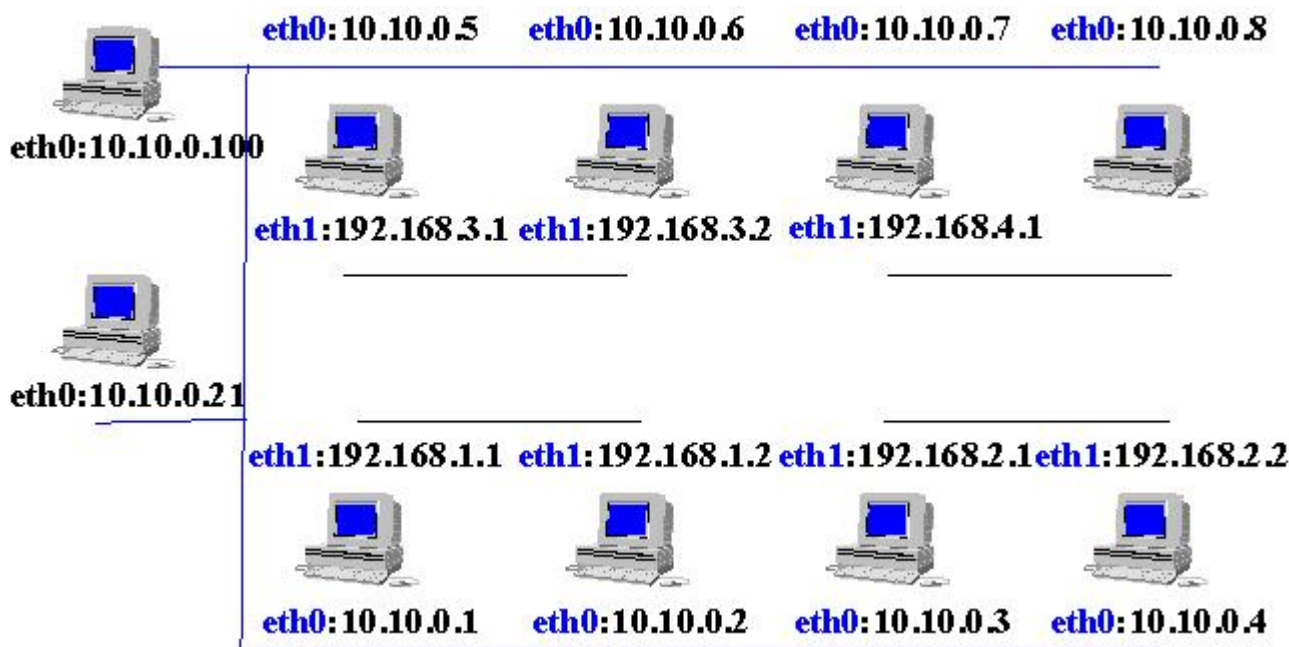 eth0:10.10.0.5 eth0:10.10.0.6 eth0:10.10.0.7 eth0:10.10.0.8
eth0:10.10.0.100
eth1:192.168.3.1 eth1:192.168.3.2 eth1:192.168.4.1
eth0:10.10.0.21
eth1:192.168.1.1 eth1:192.168.1.2 eth1:192.168.2.1 eth1:192.168.2.2
eth0:10.10.0.1 eth0:10.10.0.2 eth0:10.10.0.3 eth0:10.10.0.4